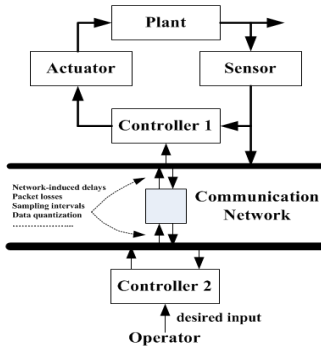 Plant
Actuator
Sensor
Controller 1
Network-induced delays
Packet losses
Sampling intervals
Data quantization
.....................
Communication
Network
Controller 2
desired input
Operator